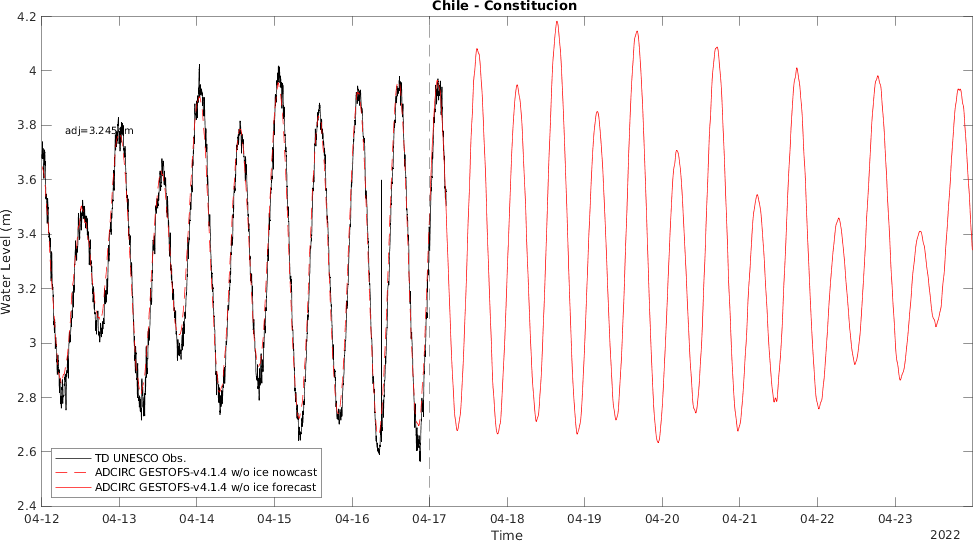 Chile - Constitucion
4.2
4
3.8
3.6
3.4
3.2
3
2.8
2.6
2.4
Water Level (m)
TD UNESCO Obs.
ADCIRC GESTOFS-v4.1.4 w/o ice nowcast
ADCIRC GESTOFS-v4.1.4 w/o ice forecast
04-12 04-13 04-14 04-15 04-16 04-17 04-18 04-19 04-20 04-21 04-22 04-23
Time
2022